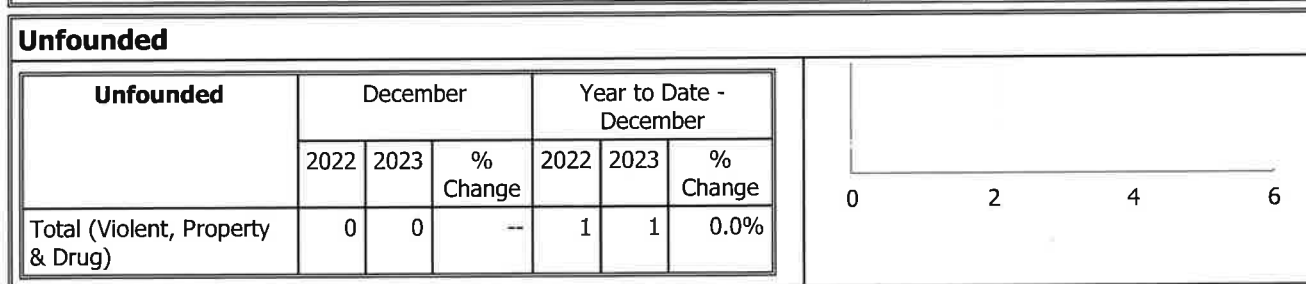 Unfounded
Unfounded December Year to Date -
December
2022 2023 % Change 2022 2023 % Change
Total (Violent, Property 0 0 -- 1 1 0.0%
& Drug)
0 2 4 6